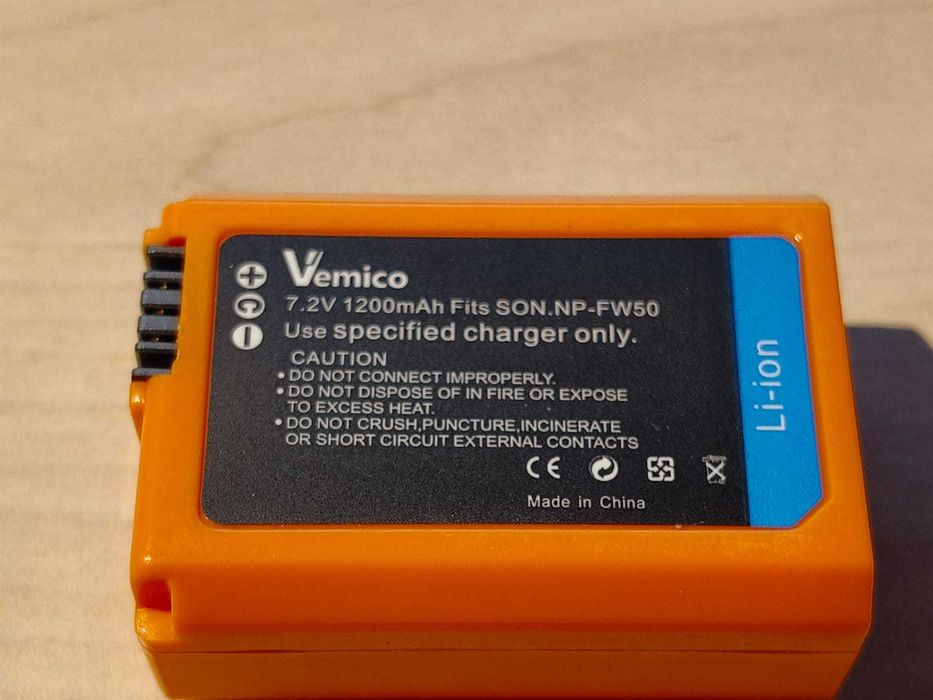 Vemico
7.2V 1200mAh Fits SON.NP-FW50
Use specified charger only.
CAUTION
• DO NOT CONNECT IMPROPERLY.
• DO NOT DISPOSE OF IN FIRE OR EXPOSE
TO EXCESS HEAT.
• DO NOT CRUSH,PUNCTURE,INCINERATE
OR SHORT CIRCUIT EXTERNAL CONTACTS
CE
Made in China
Li-ion